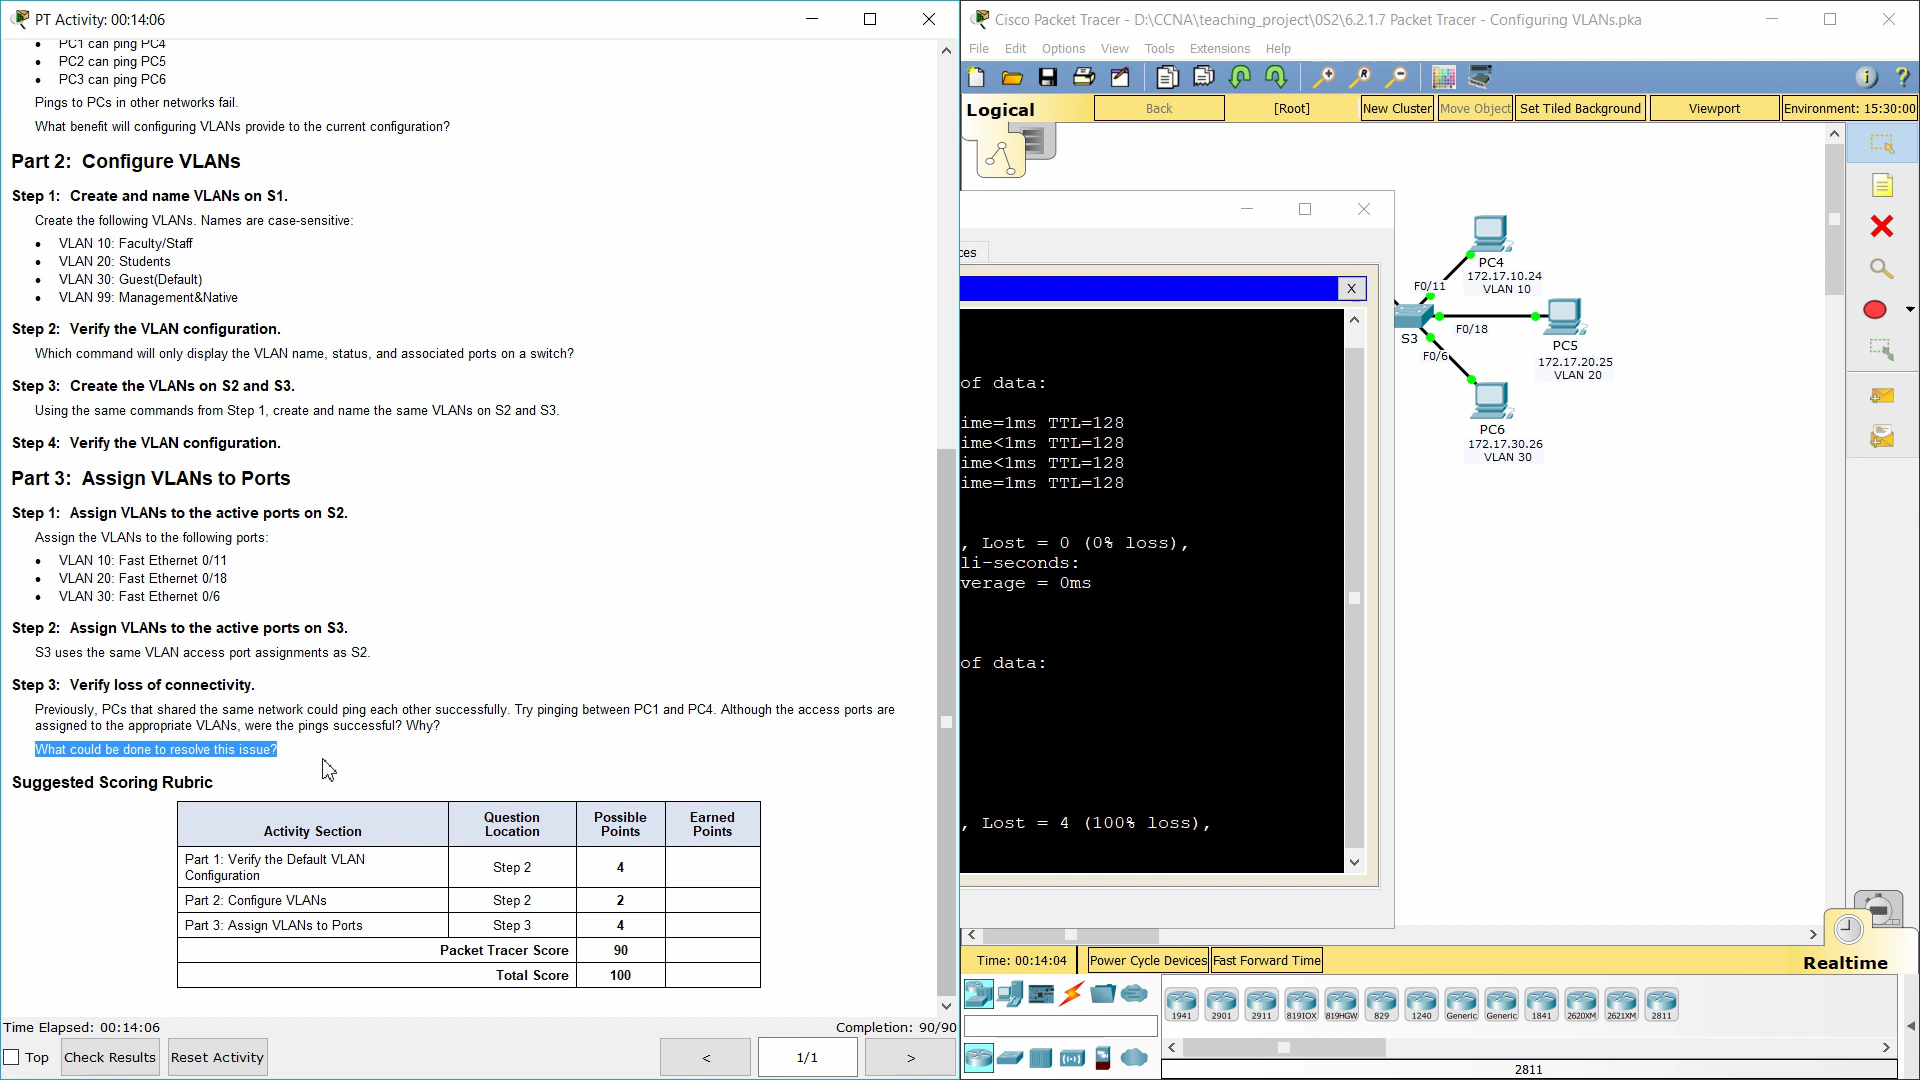 PT Activity: 00:14:06
PC1 can ping PC4
PC2 can ping PC5
PC3 can ping PC6
Pings to PCs in other networks fail.
What benefit will configuring VLANs provide to the current configuration?
Part 2: Configure VLANs
Step 1: Create and name VLANs on S1.
Create the following VLANs. Names are case-sensitive:
VLAN 10: Faculty/Staff
VLAN 20: Students
VLAN 30: Guest(Default)
VLAN 99: Management&Native
Step 2: Verify the VLAN configuration.
Which command will only display the VLAN name, status, and associated ports on a switch?
Step 3: Create the VLANs on S2 and S3.
Using the same commands from Step 1, create and name the same VLANs on S2 and S3.
Step 4: Verify the VLAN configuration.
Part 3: Assign VLANs to Ports
Step 1: Assign VLANs to the active ports on S2.
Assign the VLANs to the following ports:
VLAN 10: Fast Ethernet 0/11
VLAN 20: Fast Ethernet 0/18
VLAN 30: Fast Ethernet 0/6
Step 2: Assign VLANs to the active ports on S3.
S3 uses the same VLAN access port assignments as S2.
Step 3: Verify loss of connectivity.
Previously, PCs that shared the same network could ping each other successfully. Try pinging between PC1 and PC4. Although the access ports are
assigned to the appropriate VLANs, were the pings successful? Why?
What could be done to resolve this issue?
Suggested Scoring Rubric
Activity Section Question Location Possible Points Earned Points
Part 1: Verify the Default VLAN Configuration Step 2 4
Part 2: Configure VLANs Step 2 2
Part 3: Assign VLANs to Ports Step 3 4
Packet Tracer Score 90
Total Score 100
Time Elapsed: 00:14:06 Completion: 90/90
Top Check Results Reset Activity < 1/1 >
Cisco Packet Tracer - D:\CCNA\teaching_project\0S2\6.2.1.7 Packet Tracer - Configuring VLANs.pka
File Edit Options View Tools Extensions Help
Logical Back [Root] New Cluster Move Object Set Tiled Background Viewport Environment: 15:30:00
ces
X
of data:
ime=1ms TTL=128
ime<1ms TTL=128
ime<1ms TTL=128
ime=1ms TTL=128
, Lost = 0 (0% loss),
li-seconds:
verage = 0ms
of data:
, Lost = 4 (100% loss),
PC4
172.17.10.24
VLAN 10
F0/11
F0/18
S3
F0/6
PC5
172.17.20.25
VLAN 20
PC6
172.17.30.26
VLAN 30
Time: 00:14:04 Power Cycle Devices Fast Forward Time
Realtime
1941 2901 2911 819IOX 819HGW 829 1240 Generic Generic 1841 2620XM 2621XM 2811
2811